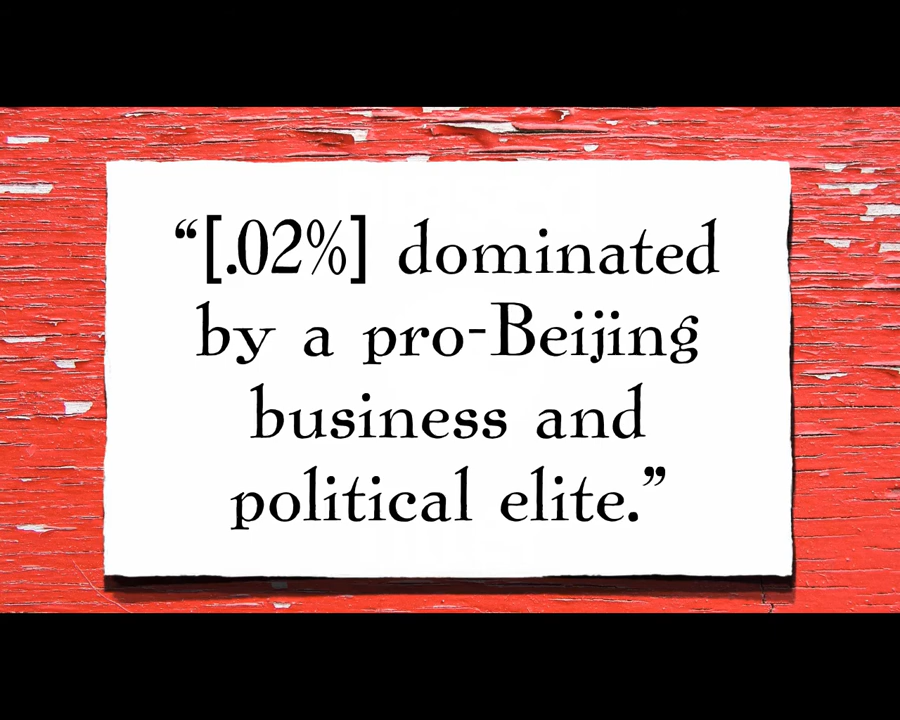 “[.02%] dominated
by a pro-Beijing
business and
political elite.”